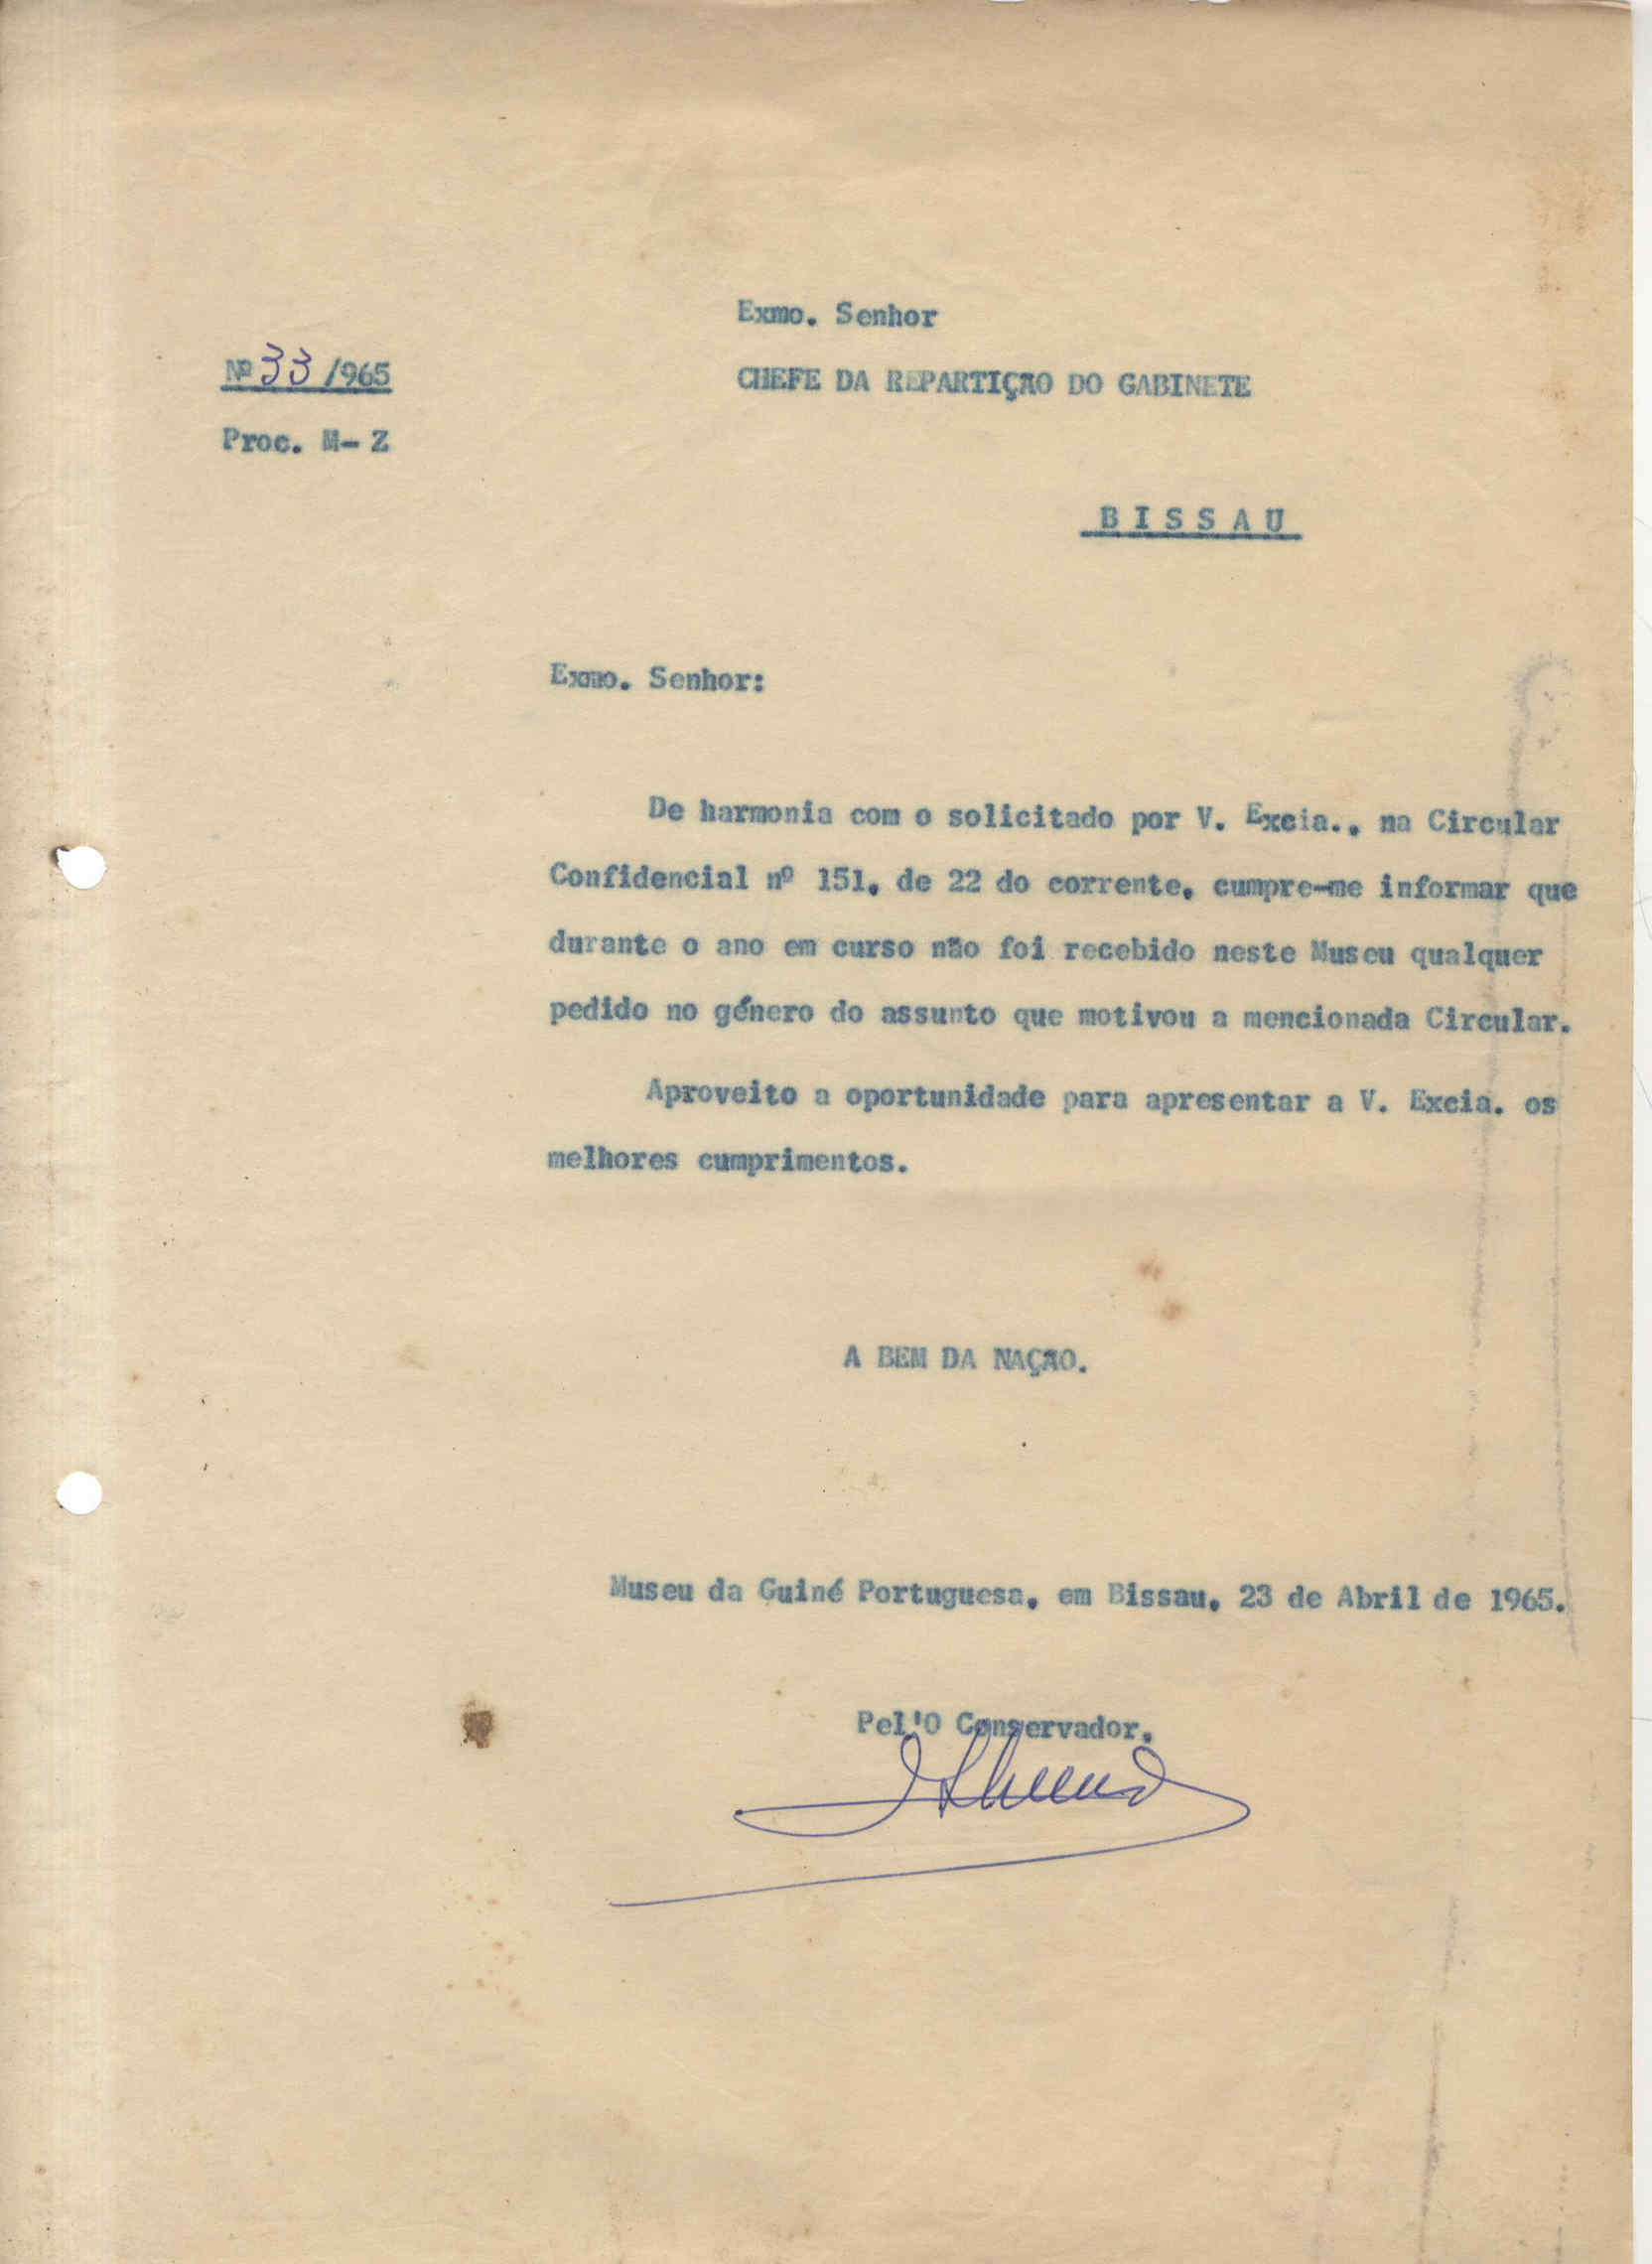 Exmo. Senhor
Nº 33/965
CHEFE DA REPARTIÇÃO DO GABINETE
Proc. M- Z
BISSAU
Exmo. Senhor:
De harmonia com o solicitado por V. Excia., na Circular
Confidencial nº 151, de 22 do corrente, cumpre-me informar que
durante o ano em curso não foi recebido neste Museu qualquer
pedido no género do assunto que motivou a mencionada Circular.
Aproveito a oportunidade para apresentar a V. Excia. os
melhores cumprimentos.
A BEM DA NAÇÃO.
Museu da Guiné Portuguesa, em Bissau, 23 de Abril de 1965.
Pel'O Conservador,